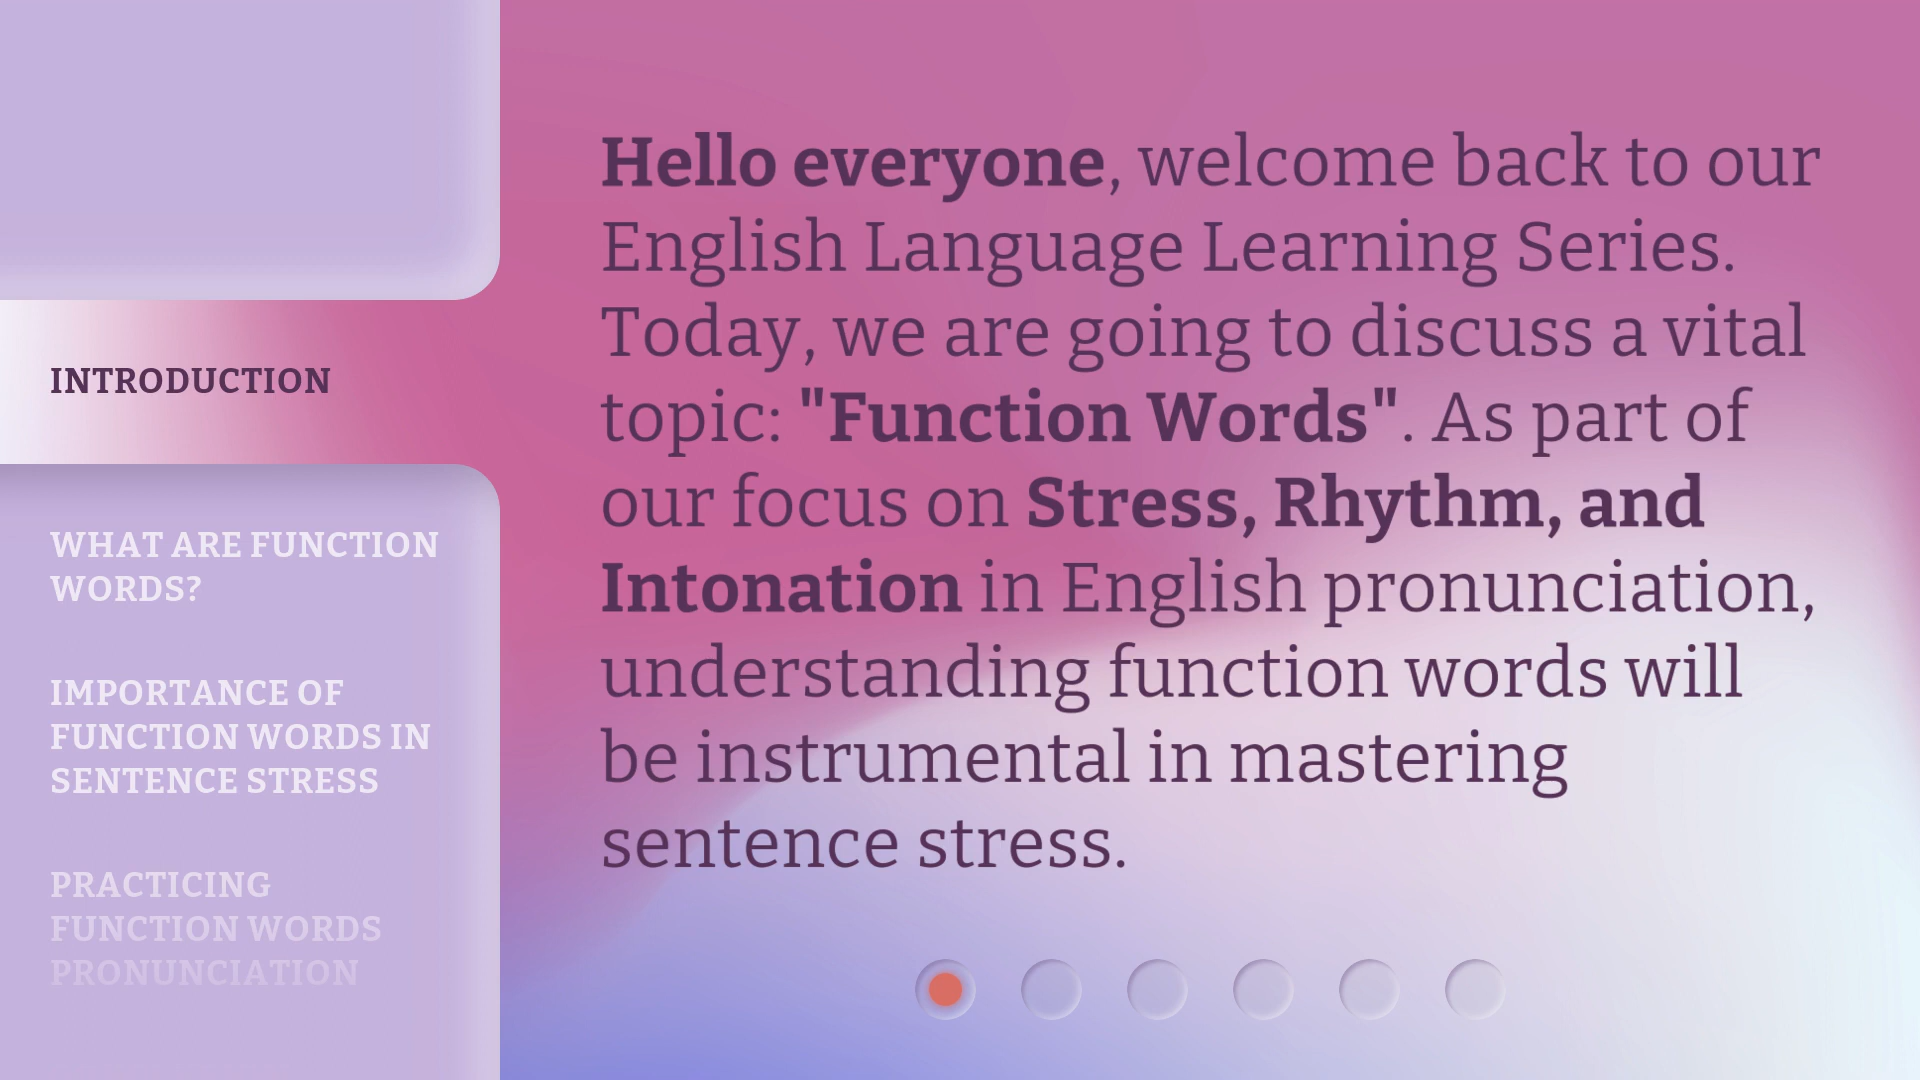 INTRODUCTION
WHAT ARE FUNCTION
WORDS?
IMPORTANCE OF
FUNCTION WORDS IN
SENTENCE STRESS
PRACTICING
FUNCTION WORDS
PRONUNCIATION
Hello everyone, welcome back to our
English Language Learning Series.
Today, we are going to discuss a vital
topic: "Function Words". As part of
our focus on Stress, Rhythm, and
Intonation in English pronunciation,
understanding function words will
be instrumental in mastering
sentence stress.